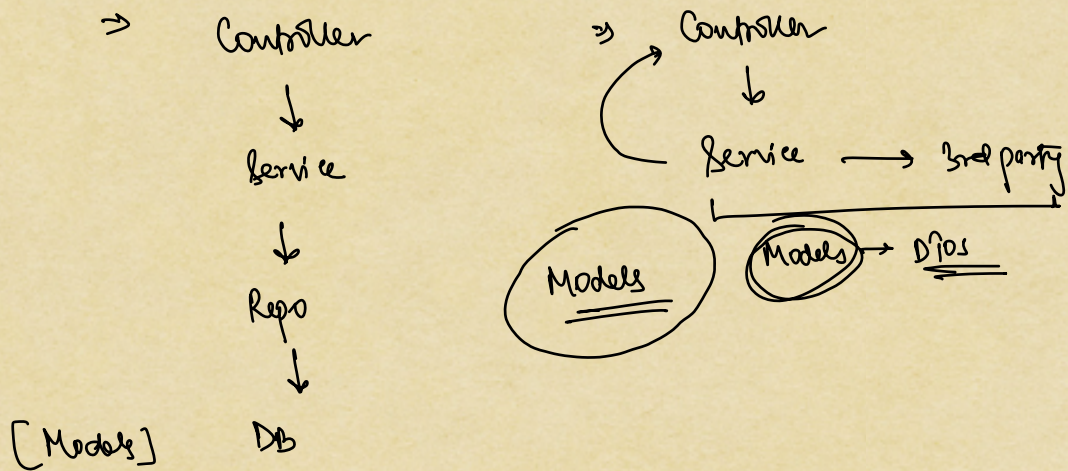 ⇒ Controller
↓
Service
↓
Repo
↓
[Models] DB
⇒ Controller
↓
Service → 3rd party
Models → DTOs
Models